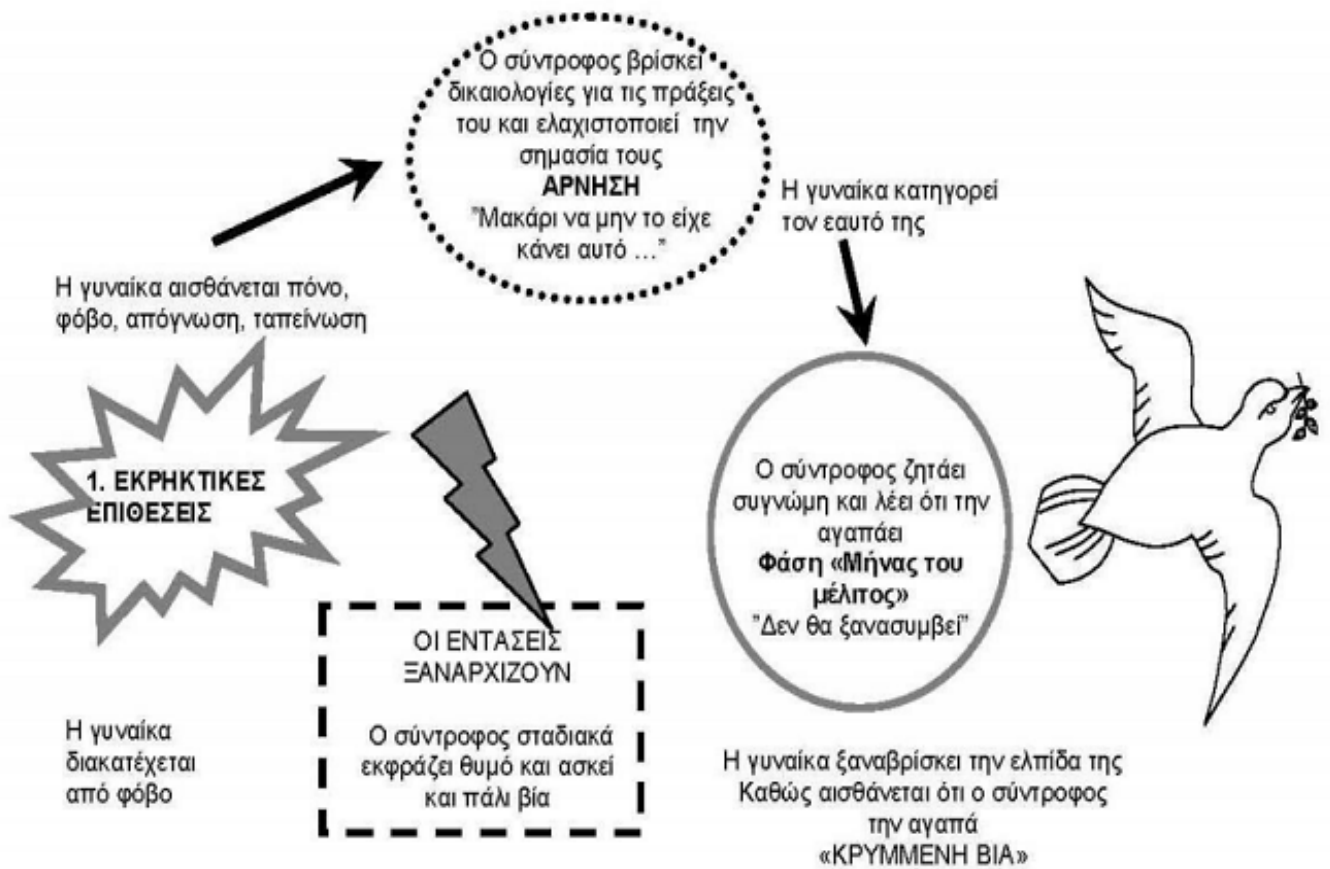 Ο σύντροφος βρίσκει
δικαιολογίες για τις πράξεις
του και ελαχιστοποιεί την
σημασία τους
ΑΡΝΗΣΗ
"Μακάρι να μην το είχε
κάνει αυτό ..."
Η γυναίκα κατηγορεί
τον εαυτό της
Η γυναίκα αισθάνεται πόνο,
φόβο, απόγνωση, ταπείνωση
1. ΕΚΡΗΚΤΙΚΕΣ
ΕΠΙΘΕΣΕΙΣ
Ο σύντροφος ζητάει
συγνώμη και λέει ότι την
αγαπάει
Φάση «Μήνας του
μέλιτος»
"Δεν θα ξανασυμβεί"
ΟΙ ΕΝΤΑΣΕΙΣ
ΞΑΝΑΡΧΙΖΟΥΝ
Ο σύντροφος σταδιακά
εκφράζει θυμό και ασκεί
και πάλι βία
Η γυναίκα
διακατέχεται
από φόβο
Η γυναίκα ξαναβρίσκει την ελπίδα της
Καθώς αισθάνεται ότι ο σύντροφος
την αγαπά
«ΚΡΥΜΜΕΝΗ ΒΙΑ»